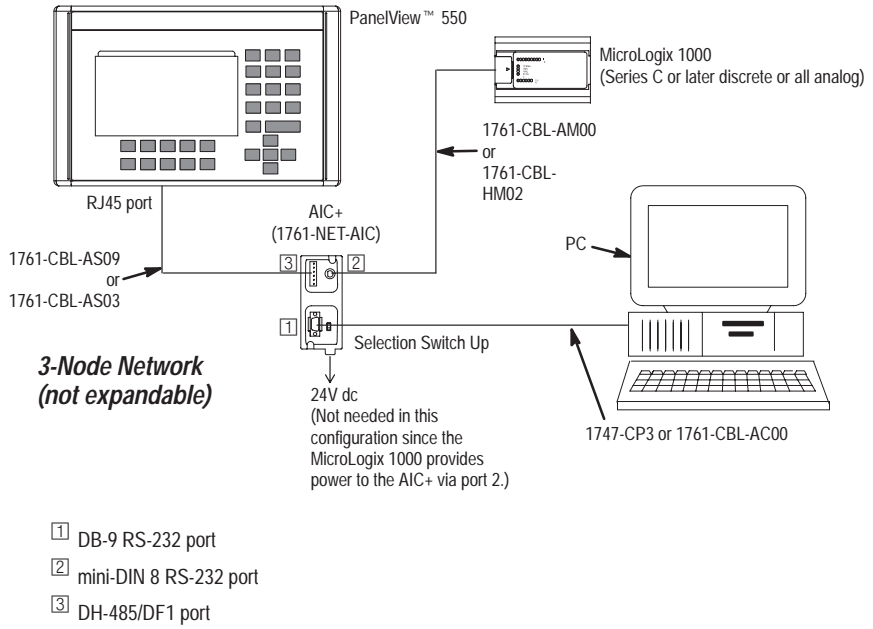 PanelView™ 550
MicroLogix 1000
(Series C or later discrete or all analog)
1761-CBL-AM00
or
1761-CBL-
HM02
RJ45 port
AIC+
(1761-NET-AIC)
PC
1761-CBL-AS09
or
1761-CBL-AS03
3
2
1
Selection Switch Up
3-Node Network
(not expandable)
24V dc
(Not needed in this
configuration since the
MicroLogix 1000 provides
power to the AIC+ via port 2.)
1747-CP3 or 1761-CBL-AC00
1 DB-9 RS-232 port
2 mini-DIN 8 RS-232 port
3 DH-485/DF1 port